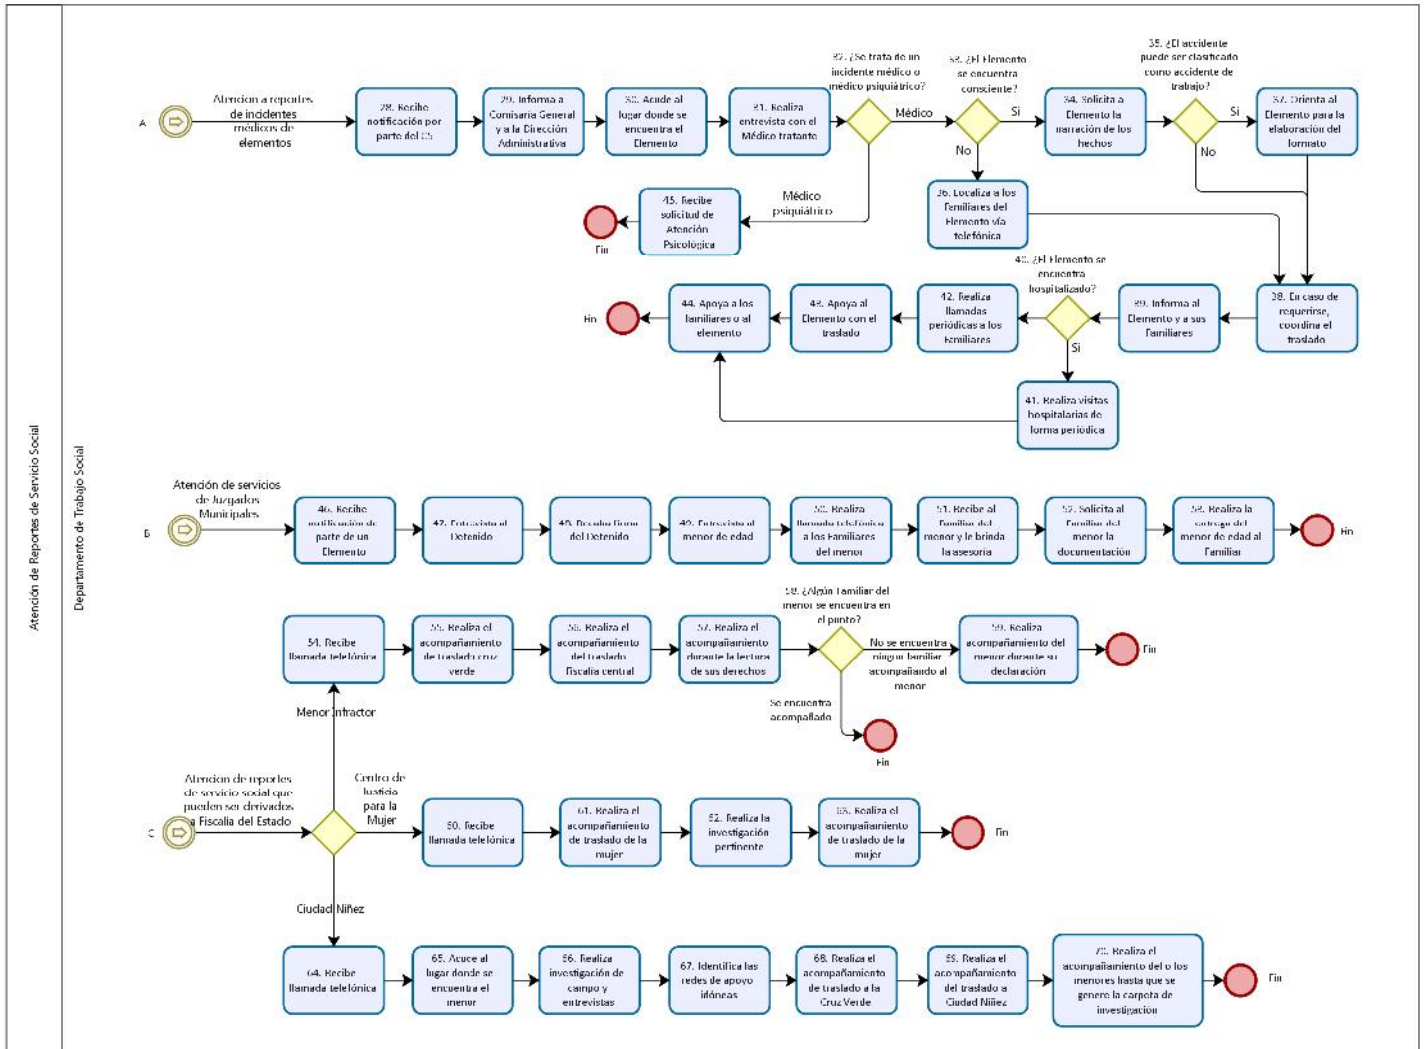 Atención de Reportes de Servicio Social
Departamento de Trabajo Social
A
Atención a reportes
de incidentes
médicos de
elementos
28. Recibe
notificación por
parte del C5
29. Informa a
Comisaría General
y a la Dirección
Administrativa
30. Acude al
lugar donde se
encuentra el
Elemento
31. Realiza
entrevista con el
Médico tratante
32. ¿Se trata de un
incidente médico o
médico psiquiátrico?
Médico
33. ¿El Elemento
se encuentra
consciente?
Si
No
34. Solicita a
Elemento la
narración de los
hechos
35. ¿El accidente
puede ser clasificado
como accidente de
trabajo?
Si
No
37. Orienta al
Elemento para la
elaboración del
formato
Médico
psiquiátrico
45. Recibe
solicitud de
Atención
Psicológica
Fin
36. Localiza a los
Familiares del
Elemento vía
telefónica
38. En caso de
requerirse,
coordina el
traslado
39. Informa al
Elemento y a sus
Familiares
40. ¿El Elemento se
encuentra
hospitalizado?
Si
42. Realiza
llamadas
periódicas a los
Familiares
43. Apoya al
Elemento con el
traslado
44. Apoya a los
familiares o al
elemento
Fin
41. Realiza visitas
hospitalarias de
forma periódica
B
Atención de servicios
de Juzgados
Municipales
46. Recibe
notificación de
parte de un
Elemento
47. Entrevista al
Detenido
48.
del Detenido
49. Entrevista al
menor de edad
50. Realiza
llamada telefónica
a los Familiares
del menor
51. Recibe al
Familiar del
menor y le brinda
la asesoría
52. Solicita al
Familiar del
menor la
documentación
53. Realiza la
entrega del
menor de edad al
Familiar
Fin
54. Recibe
llamada telefónica
55. Realiza el
acompañamiento
de traslado cruz
verde
56. Realiza el
acompañamiento
del traslado
Fiscalía central
57. Realiza el
acompañamiento
durante la lectura
de sus derechos
58. ¿Algún Familiar del
menor se encuentra en
el punto?
No se encuentra
ningún familiar
acompañando al
menor
59. Realiza
acompañamiento del
menor durante su
declaración
Fin
Se encuentra
acompañado
Fin
Menor Infractor
C
Atención de reportes
de servicio social que
pueden ser derivados
a Fiscalía del Estado
Centro de
Justicia
para la
Mujer
60. Recibe
llamada telefónica
61. Realiza el
acompañamiento
de traslado de la
mujer
62. Realiza la
investigación
pertinente
63. Realiza el
acompañamiento
de traslado de la
mujer
Fin
Ciudad Niñez
64. Recibe
llamada telefónica
65. Acude al
lugar donde se
encuentra el
menor
66. Realiza
investigación de
campo y
entrevistas
67. Identifica las
redes de apoyo
idóneas
68. Realiza el
acompañamiento
de traslado a la
Cruz Verde
69. Realiza el
acompañamiento
del traslado a
Ciudad Niñez
70. Realiza el
acompañamiento del o los
menores hasta que se
genere la carpeta de
investigación
Fin